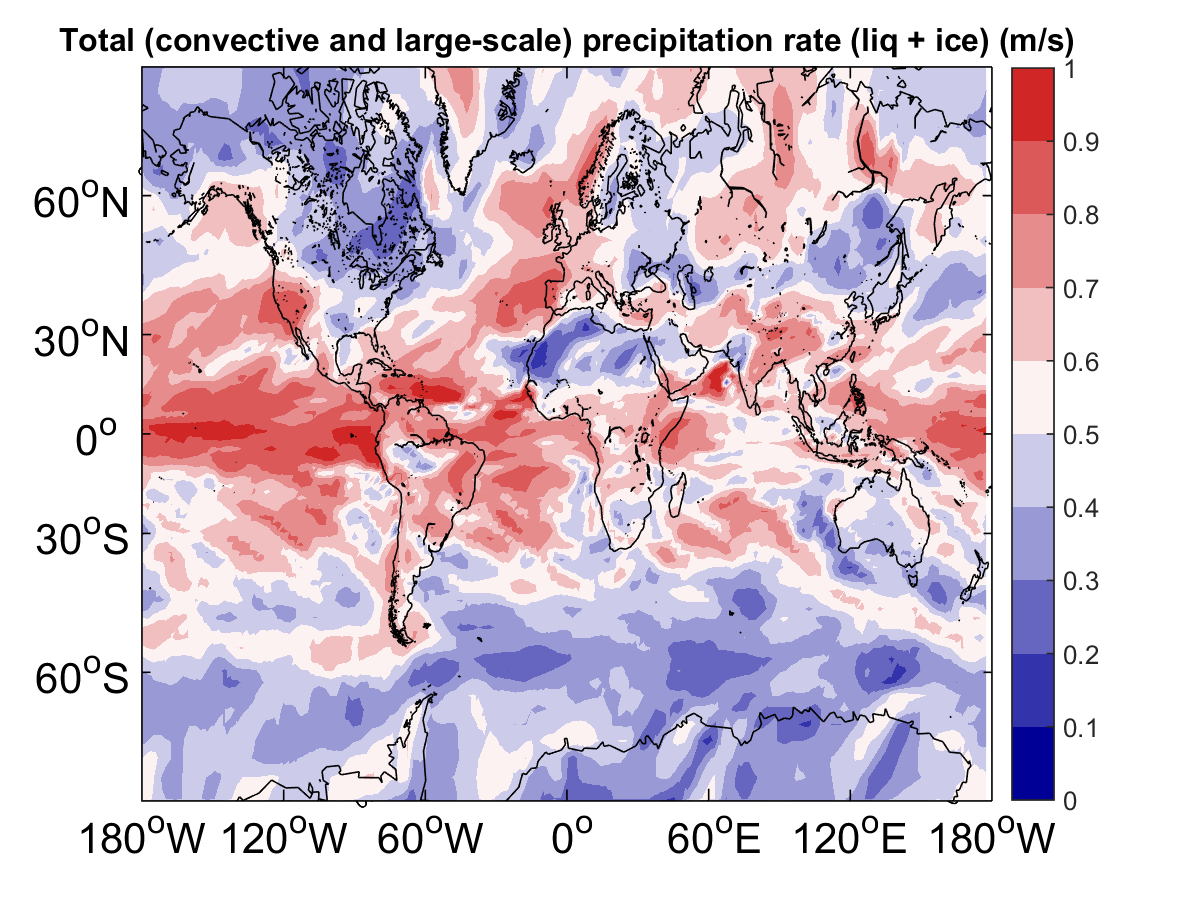 Total (convective and large-scale) precipitation rate (liq + ice) (m/s)
1
0.9
0.8
0.7
0.6
0.5
0.4
0.3
0.2
0.1
0
60°N
30°N
0°
30°S
60°S
180°W 120°W 60°W 0° 60°E 120°E 180°W